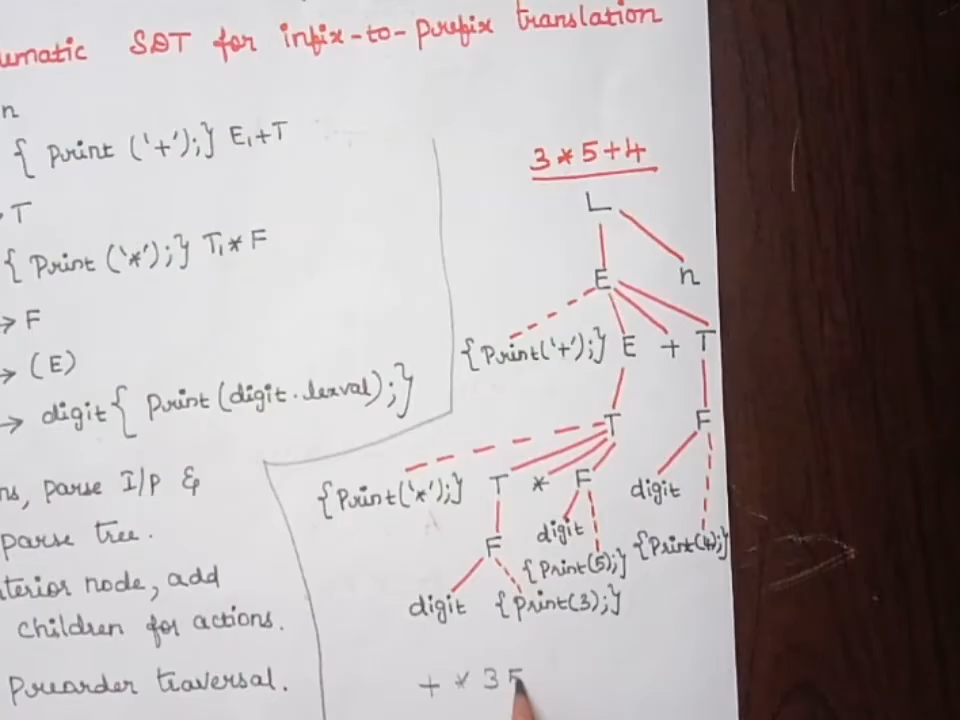 umatic SDT for infix-to-prefix translation
n
{ Print ('+');} E₁+T
T
{ Print ('*');} T₁* F
→ F
→ (E)
→ digit { Print (digit.lexval);}
ns, parse I/p &
parse tree.
terior node, add
children for actions.
Preorder traversal.
3*5+4
L
E n
{Print('+');} E + T
T F
{Print('*');} T * F digit
F digit {Print(5);} {Print(4);}
digit {Print(3);}
+ * 3 5